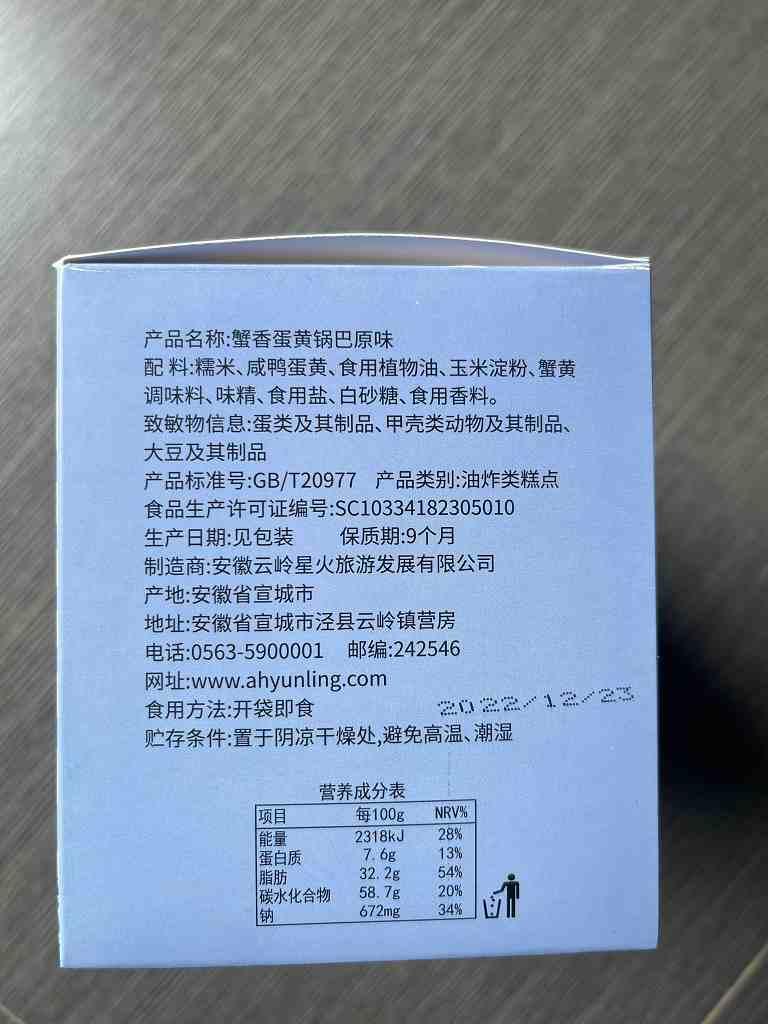 产品名称:蟹香蛋黄锅巴原味
配 料:糯米、咸鸭蛋黄、食用植物油、玉米淀粉、蟹黄
调味料、味精、食用盐、白砂糖、食用香料。
致敏物信息:蛋类及其制品、甲壳类动物及其制品、
大豆及其制品
产品标准号:GB/T20977 产品类别:油炸类糕点
食品生产许可证编号:SC10334182305010
生产日期:见包装 保质期:9个月
制造商:安徽云岭星火旅游发展有限公司
产地:安徽省宣城市
地址:安徽省宣城市泾县云岭镇营房
电话:0563-5900001 邮编:242546
网址:www.ahyunling.com
食用方法:开袋即食
2022/12/23
贮存条件:置于阴凉干燥处,避免高温、潮湿
营养成分表
项目 每100g NRV%
能量 2318kJ 28%
蛋白质 7.6g 13%
脂肪 32.2g 54%
碳水化合物 58.7g 20%
钠 672mg 34%